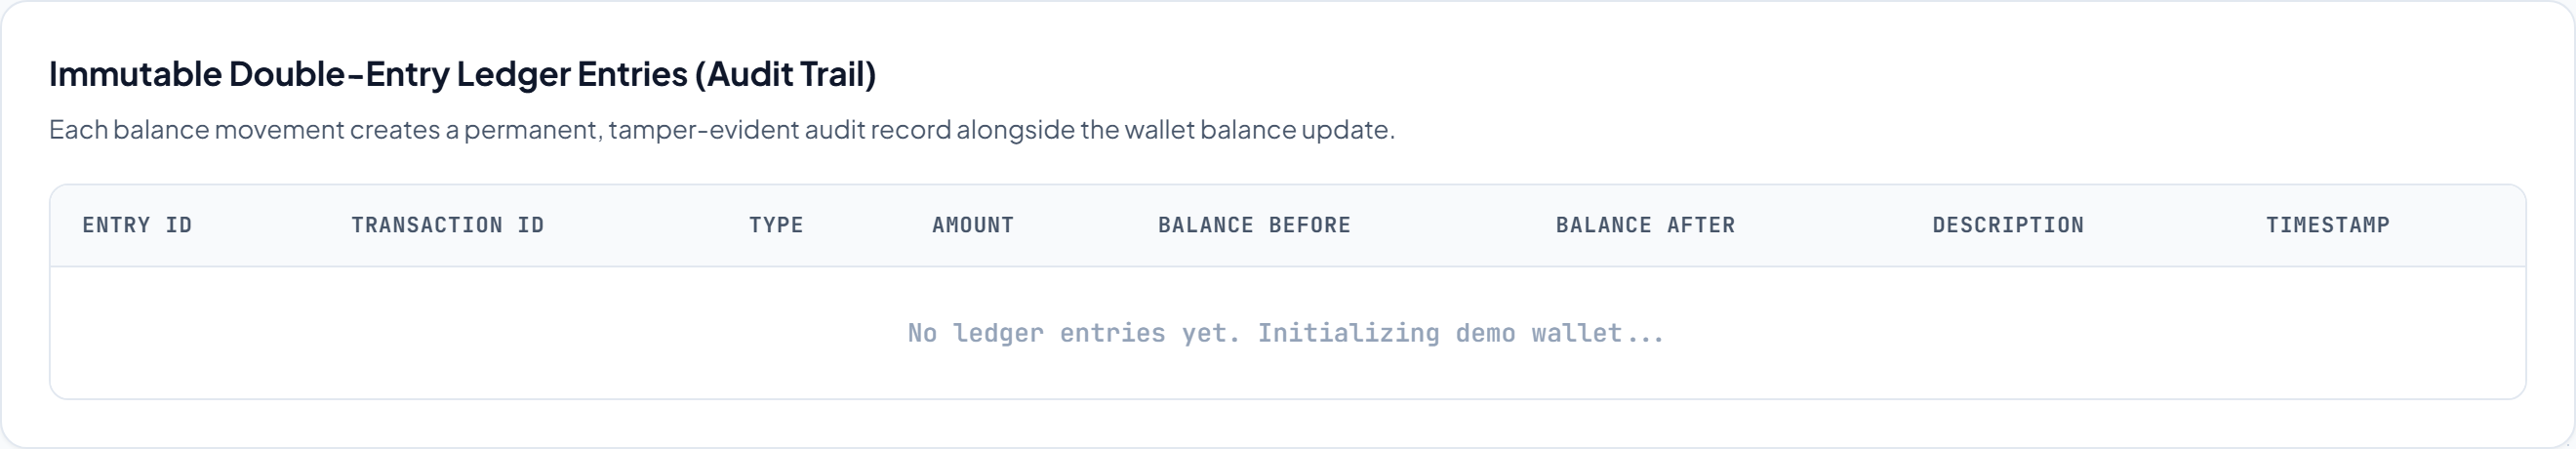 Immutable Double-Entry Ledger Entries (Audit Trail)
Each balance movement creates a permanent, tamper-evident audit record alongside the wallet balance update.
ENTRY ID TRANSACTION ID TYPE AMOUNT BALANCE BEFORE BALANCE AFTER DESCRIPTION TIMESTAMP
No ledger entries yet. Initializing demo wallet...